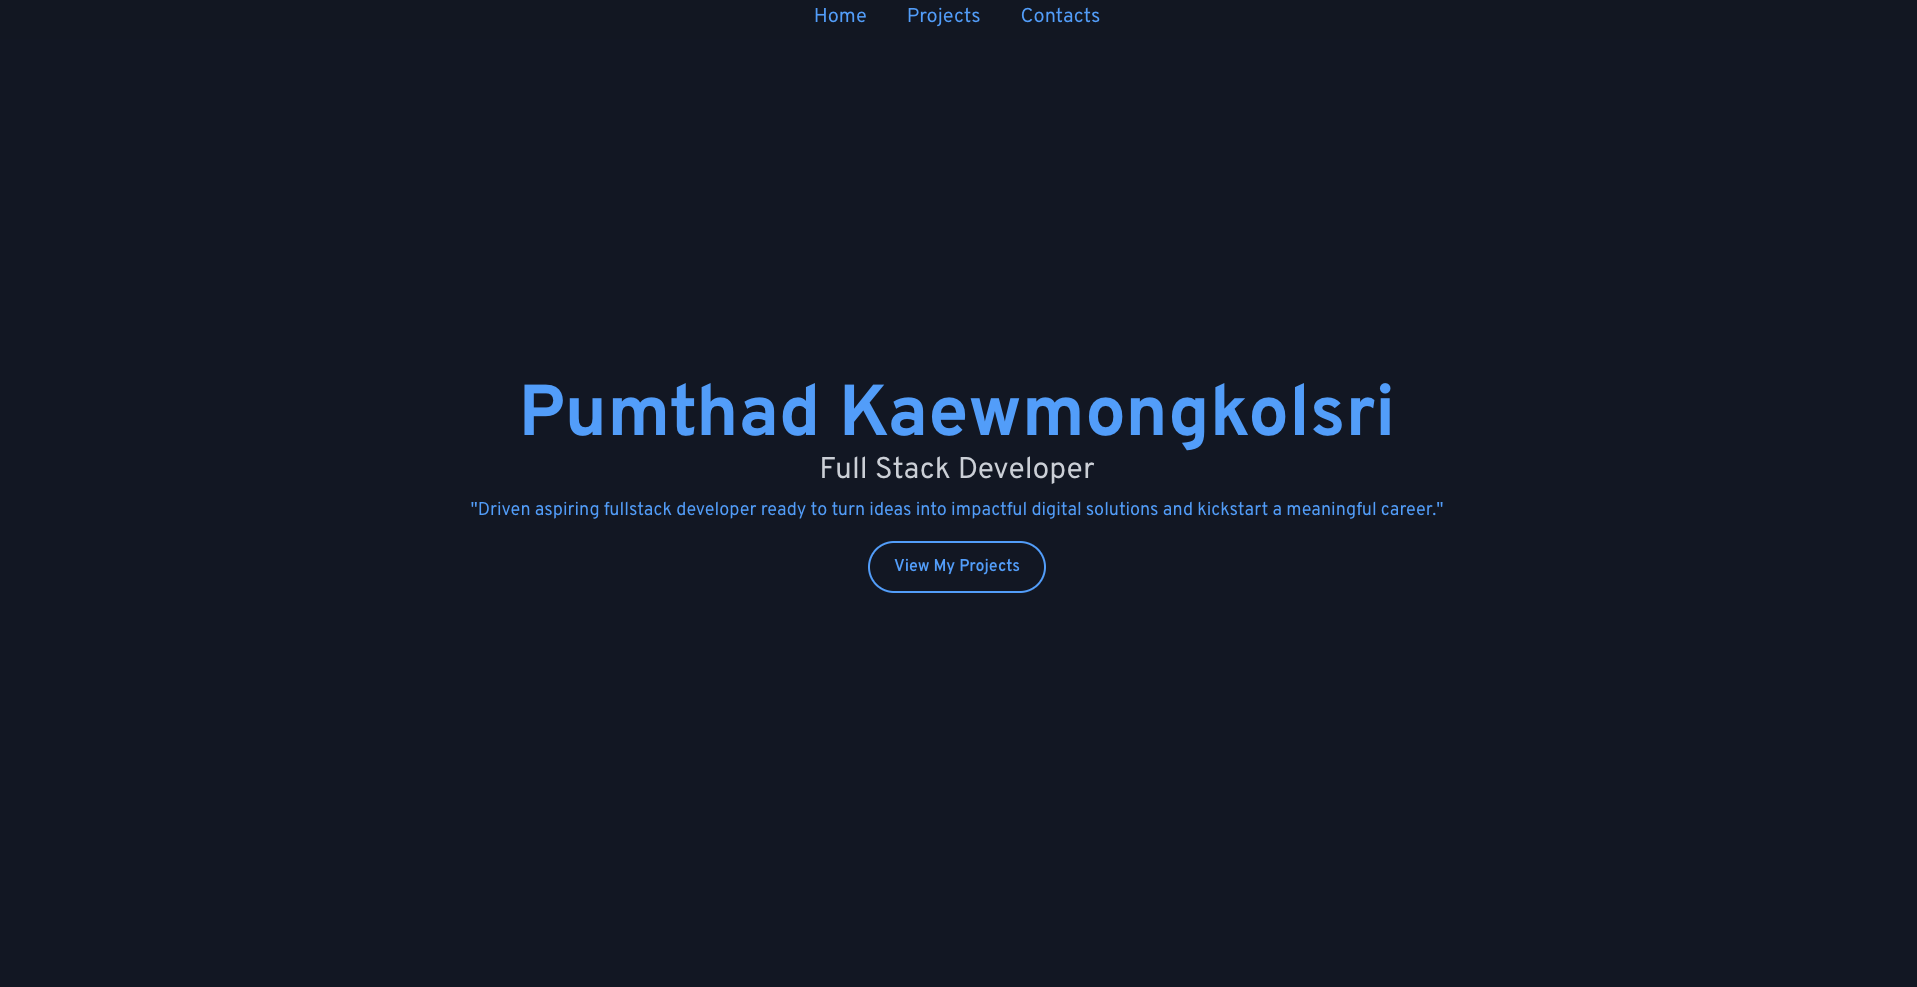 Home Projects Contacts
Pumthad Kaewmongkolsri
Full Stack Developer
"Driven aspiring fullstack developer ready to turn ideas into impactful digital solutions and kickstart a meaningful career."
View My Projects